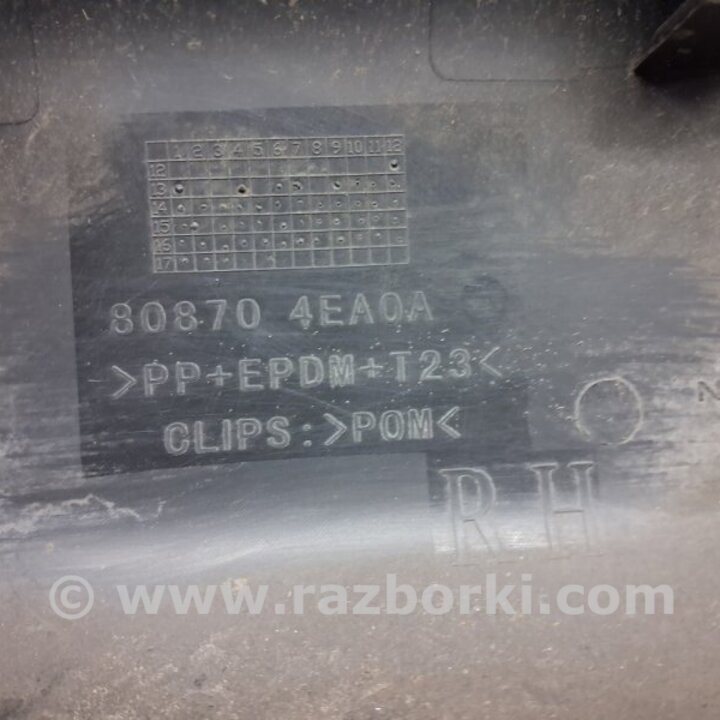 1 2 3 4 5 6 7 8 9 10 11 12
12
13
14
15
16
17
80870 4EA0A
>PP+EPDM+T23<
CLIPS:>POM<
N
RH
© www.razborki.com